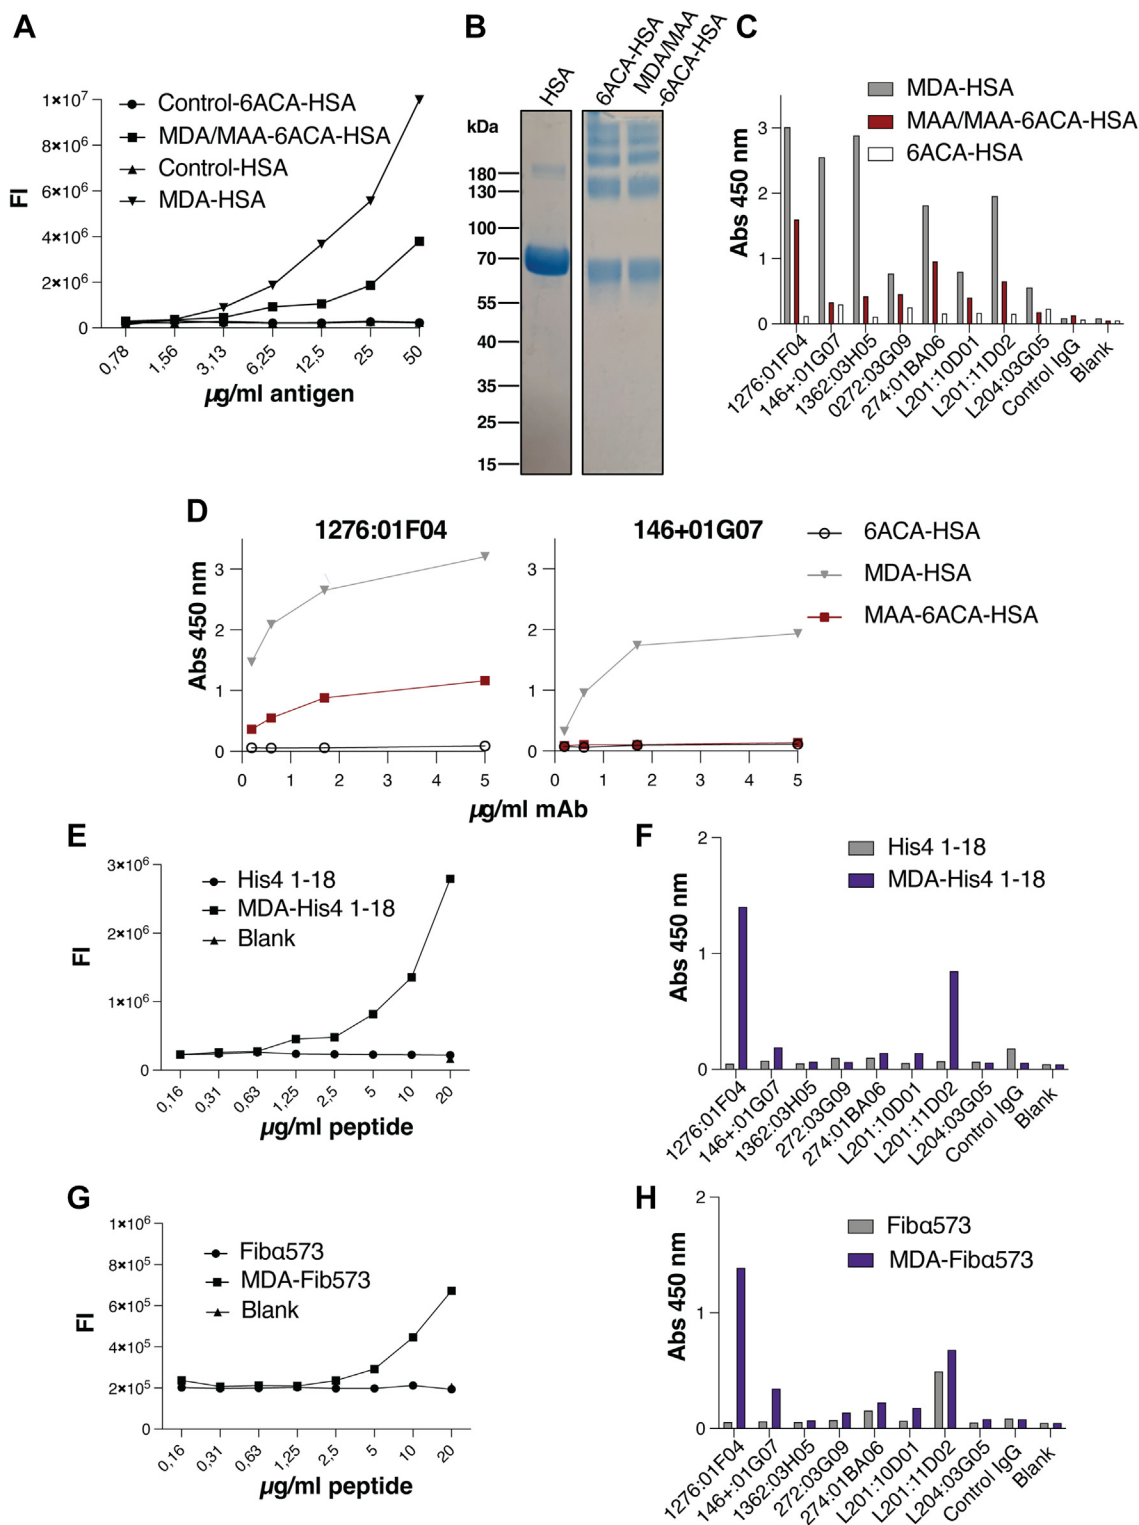 A
Control-6ACA-HSA
MDA/MAA-6ACA-HSA
Control-HSA
MDA-HSA
FI
1×10⁷
8×10⁶
6×10⁶
4×10⁶
2×10⁶
0
0,78
1,56
3,13
6,25
12,5
25
50
µg/ml antigen
B
HSA
6ACA-HSA
MDA/MAA
-6ACA-HSA
kDa
180
130
100
70
55
40
35
25
15
C
MDA-HSA
MAA/MAA-6ACA-HSA
6ACA-HSA
Abs 450 nm
3
2
1
0
1276:01F04
146+:01G07
1362:03H05
0272:03G09
274:01BA06
L201:10D01
L201:11D02
L204:03G05
Control IgG
Blank
D
1276:01F04
146+01G07
6ACA-HSA
MDA-HSA
MAA-6ACA-HSA
Abs 450 nm
3
2
1
0
0 1 2 3 4 5
3
2
1
0
0 1 2 3 4 5
µg/ml mAb
E
His4 1-18
MDA-His4 1-18
Blank
FI
3×10⁶
2×10⁶
1×10⁶
0
0,16
0,31
0,63
1,25
2,5
5
10
20
µg/ml peptide
F
His4 1-18
MDA-His4 1-18
Abs 450 nm
2
1
0
1276:01F04
146+:01G07
1362:03H05
272:03G09
274:01BA06
L201:10D01
L201:11D02
L204:03G05
Control IgG
Blank
G
Fibα573
MDA-Fib573
Blank
FI
1×10⁶
8×10⁵
6×10⁵
4×10⁵
2×10⁵
0
0,16
0,31
0,63
1,25
2,5
5
10
20
µg/ml peptide
H
Fibα573
MDA-Fibα573
Abs 450 nm
2
1
0
1276:01F04
146+:01G07
1362:03H05
272:03G09
274:01BA06
L201:10D01
L201:11D02
L204:03G05
Control IgG
Blank